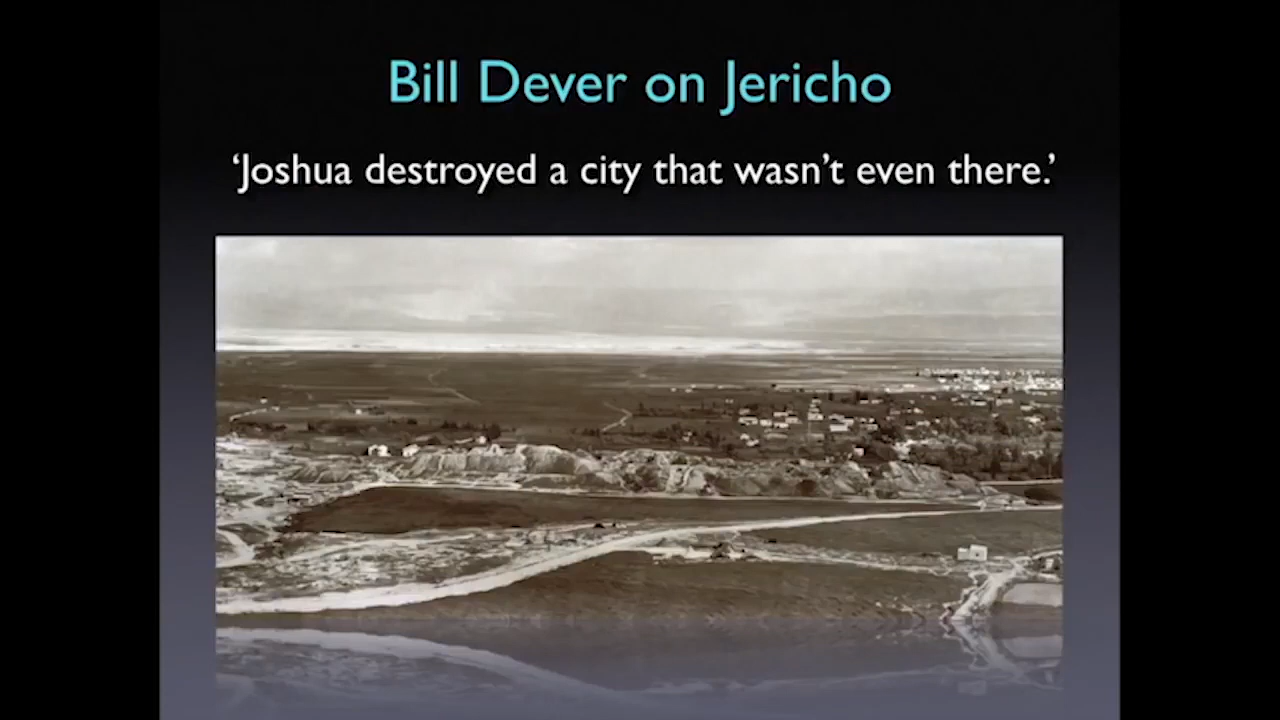 Bill Dever on Jericho
‘Joshua destroyed a city that wasn’t even there.’